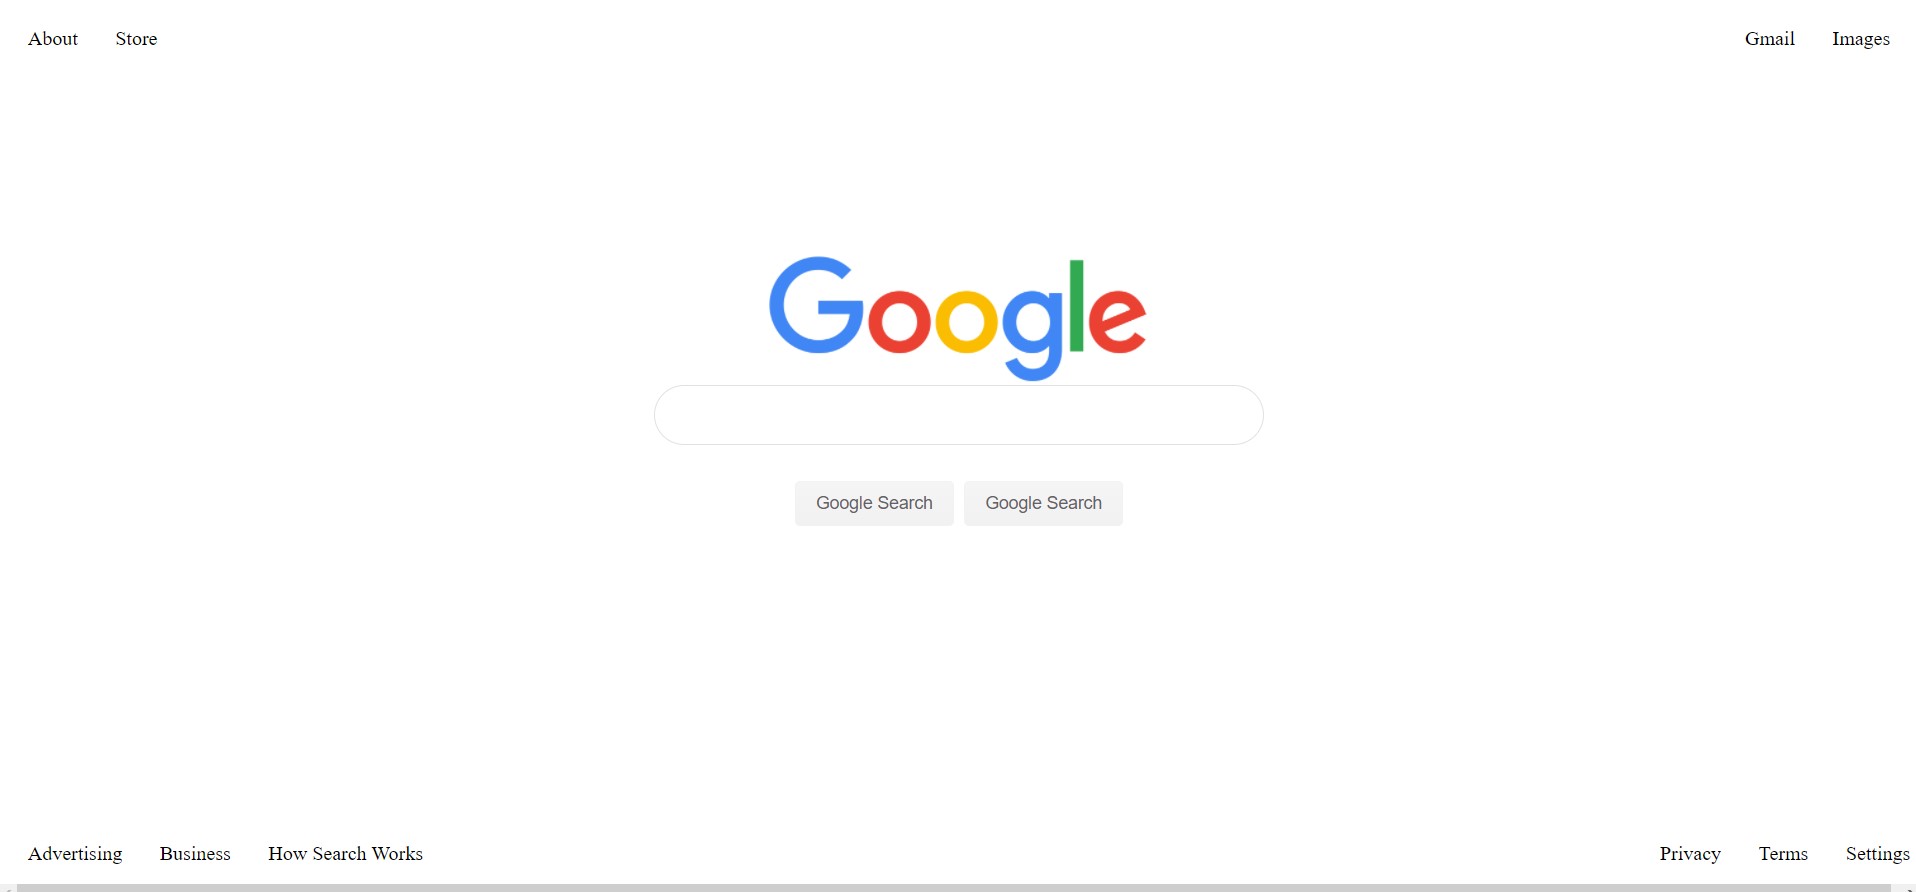 About Store Gmail Images
Google
Google Search Google Search
Advertising Business How Search Works Privacy Terms Settings